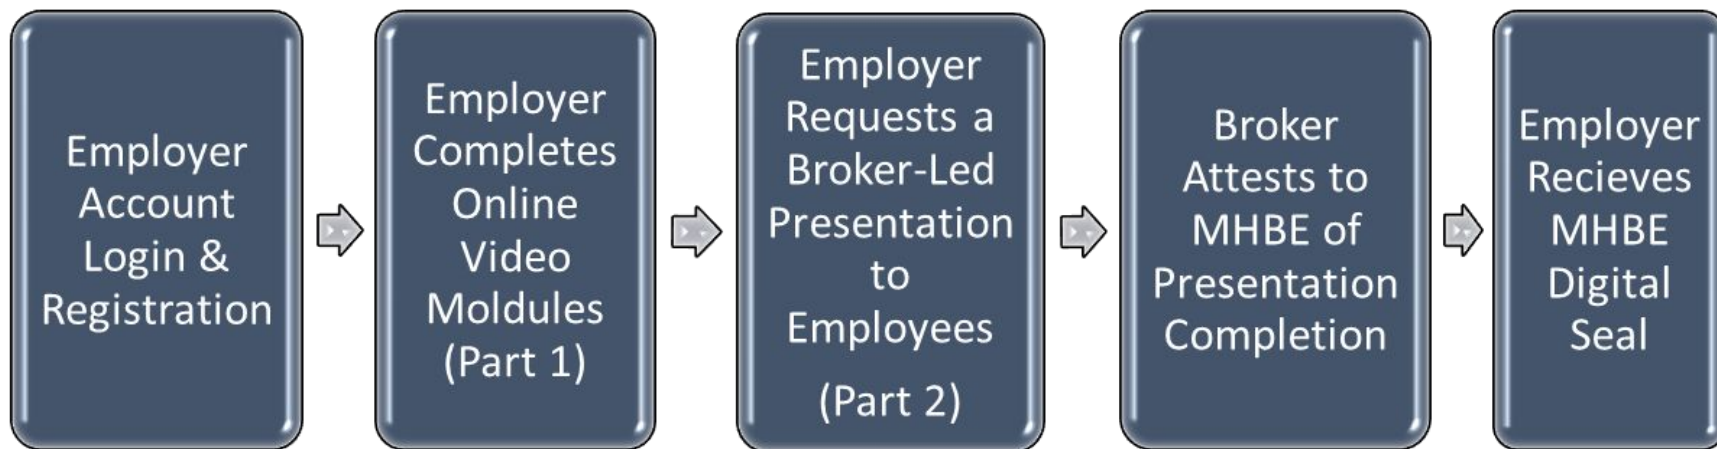 Employer
Account
Login &
Registration
Employer
Completes
Online
Video
Moldules
(Part 1)
Employer
Requests a
Broker-Led
Presentation
to
Employees
(Part 2)
Broker
Attests to
MHBE of
Presentation
Completion
Employer
Recieves
MHBE
Digital
Seal